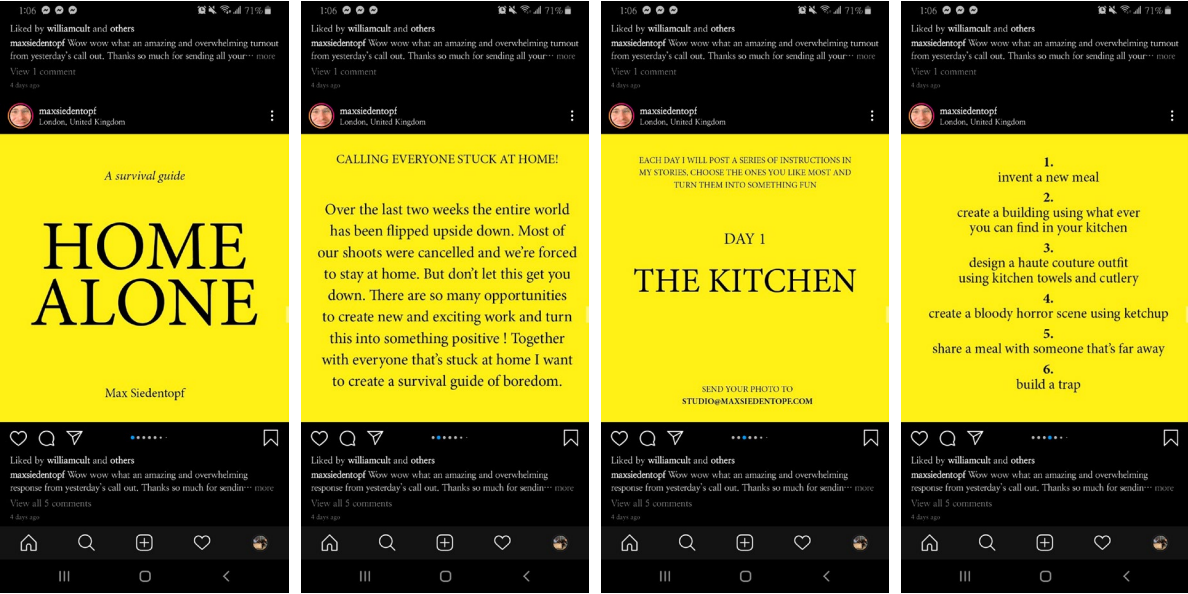 1:06 71%
Liked by williamcult and others
maxsiedentopf Wow wow what an amazing and overwhelming turnout
from yesterday's call out. Thanks so much for sending all your··· more
View 1 comment
4 days ago
maxsiedentopf
London, United Kingdom
A survival guide
HOME
ALONE
Max Siedentopf
Liked by williamcult and others
maxsiedentopf Wow wow what an amazing and overwhelming
response from yesterday's call out. Thanks so much for sendin··· more
View all 5 comments
4 days ago
1:06 71%
Liked by williamcult and others
maxsiedentopf Wow wow what an amazing and overwhelming turnout
from yesterday's call out. Thanks so much for sending all your··· more
View 1 comment
4 days ago
maxsiedentopf
London, United Kingdom
CALLING EVERYONE STUCK AT HOME!
Over the last two weeks the entire world
has been flipped upside down. Most of
our shoots were cancelled and we're forced
to stay at home. But don't let this get you
down. There are so many opportunities
to create new and exciting work and turn
this into something positive ! Together
with everyone that's stuck at home I want
to create a survival guide of boredom.
Liked by williamcult and others
maxsiedentopf Wow wow what an amazing and overwhelming
response from yesterday's call out. Thanks so much for sendin··· more
View all 5 comments
4 days ago
1:06 71%
Liked by williamcult and others
maxsiedentopf Wow wow what an amazing and overwhelming turnout
from yesterday's call out. Thanks so much for sending all your··· more
View 1 comment
4 days ago
maxsiedentopf
London, United Kingdom
EACH DAY I WILL POST A SERIES OF INSTRUCTIONS IN
MY STORIES, CHOOSE THE ONES YOU LIKE MOST AND
TURN THEM INTO SOMETHING FUN
DAY 1
THE KITCHEN
SEND YOUR PHOTO TO
STUDIO@MAXSIEDENTOPF.COM
Liked by williamcult and others
maxsiedentopf Wow wow what an amazing and overwhelming
response from yesterday's call out. Thanks so much for sendin··· more
View all 5 comments
4 days ago
1:06 71%
Liked by williamcult and others
maxsiedentopf Wow wow what an amazing and overwhelming turnout
from yesterday's call out. Thanks so much for sending all your··· more
View 1 comment
4 days ago
maxsiedentopf
London, United Kingdom
1.
invent a new meal
2.
create a building using what ever
you can find in your kitchen
3.
design a haute couture outfit
using kitchen towels and cutlery
4.
create a bloody horror scene using ketchup
5.
share a meal with someone that's far away
6.
build a trap
Liked by williamcult and others
maxsiedentopf Wow wow what an amazing and overwhelming
response from yesterday's call out. Thanks so much for sendin··· more
View all 5 comments
4 days ago